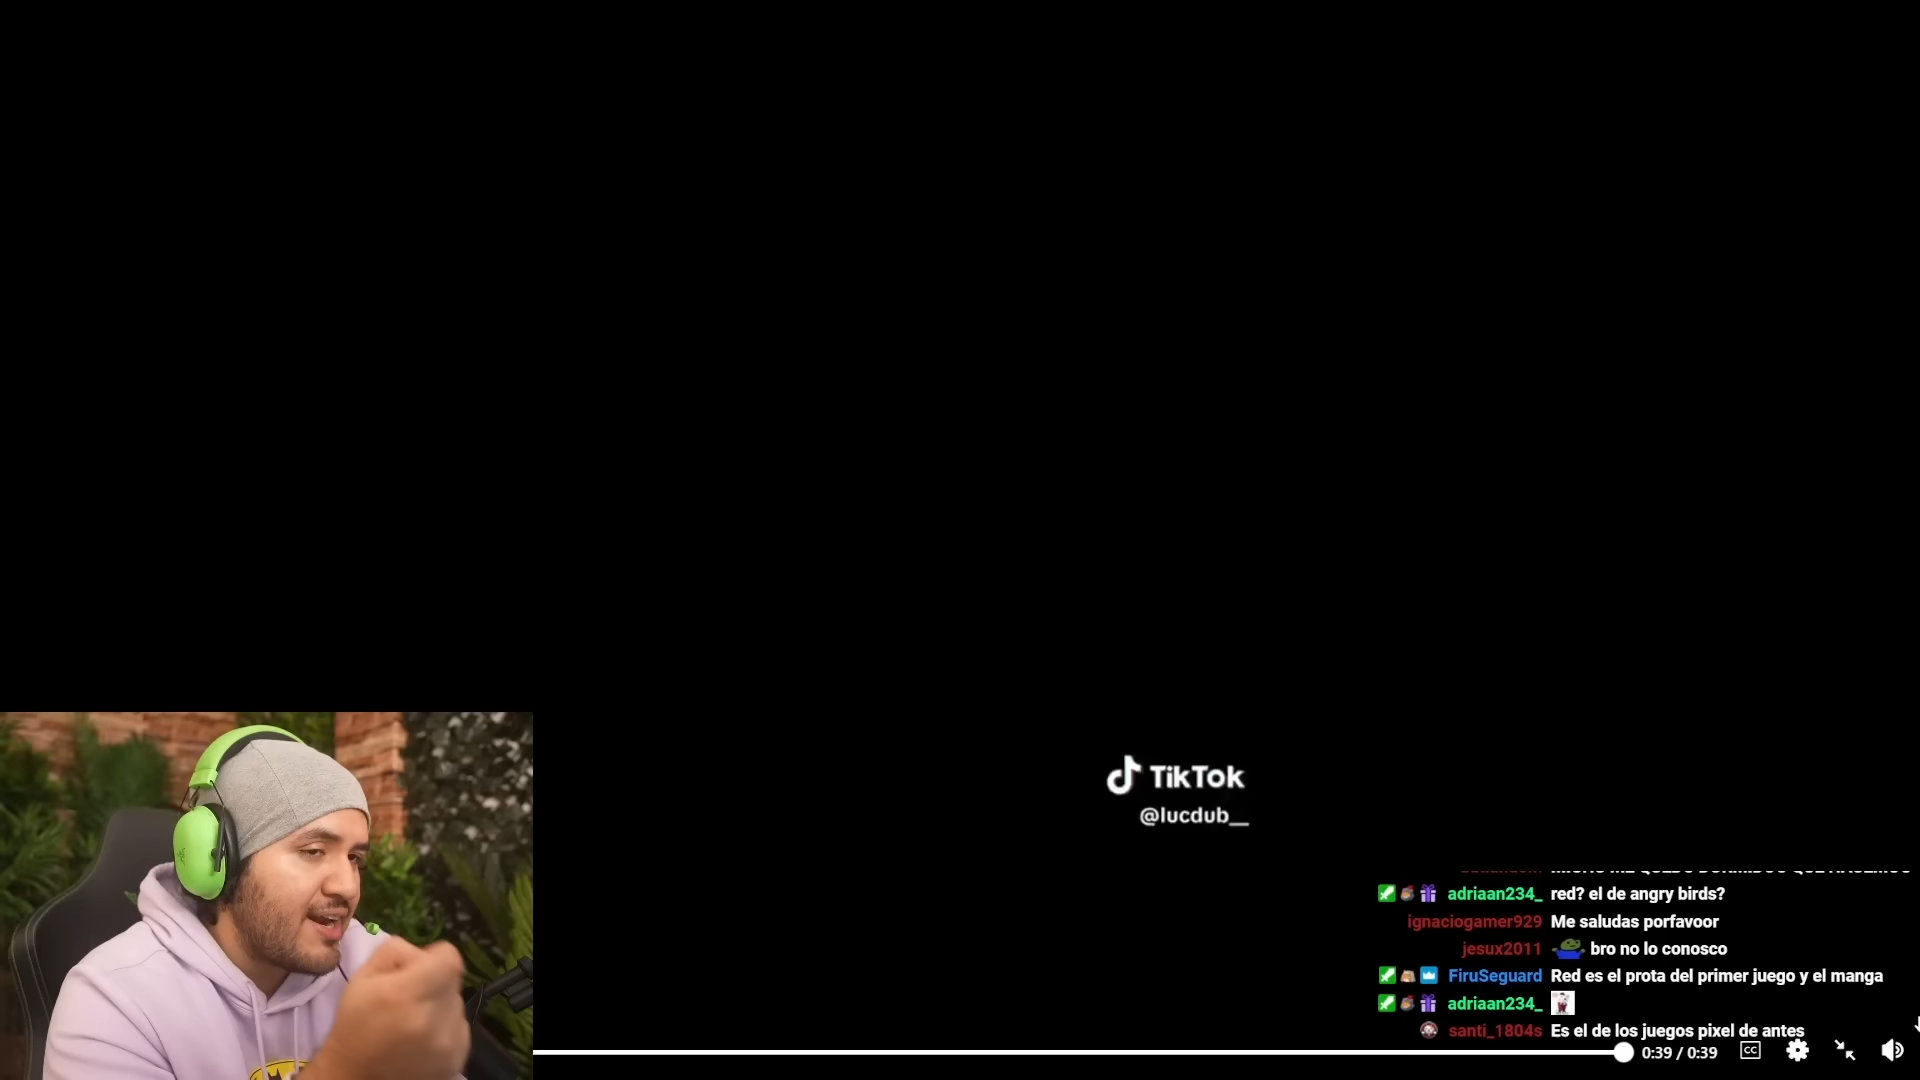 TikTok
@lucdub__
adriaan234_ red? el de angry birds?
ignaciogamer929 Me saludas porfavoor
jesux2011 bro no lo conosco
FiruSeguard Red es el prota del primer juego y el manga
adriaan234_
santi_1804s Es el de los juegos pixel de antes
0:39 / 0:39
CC